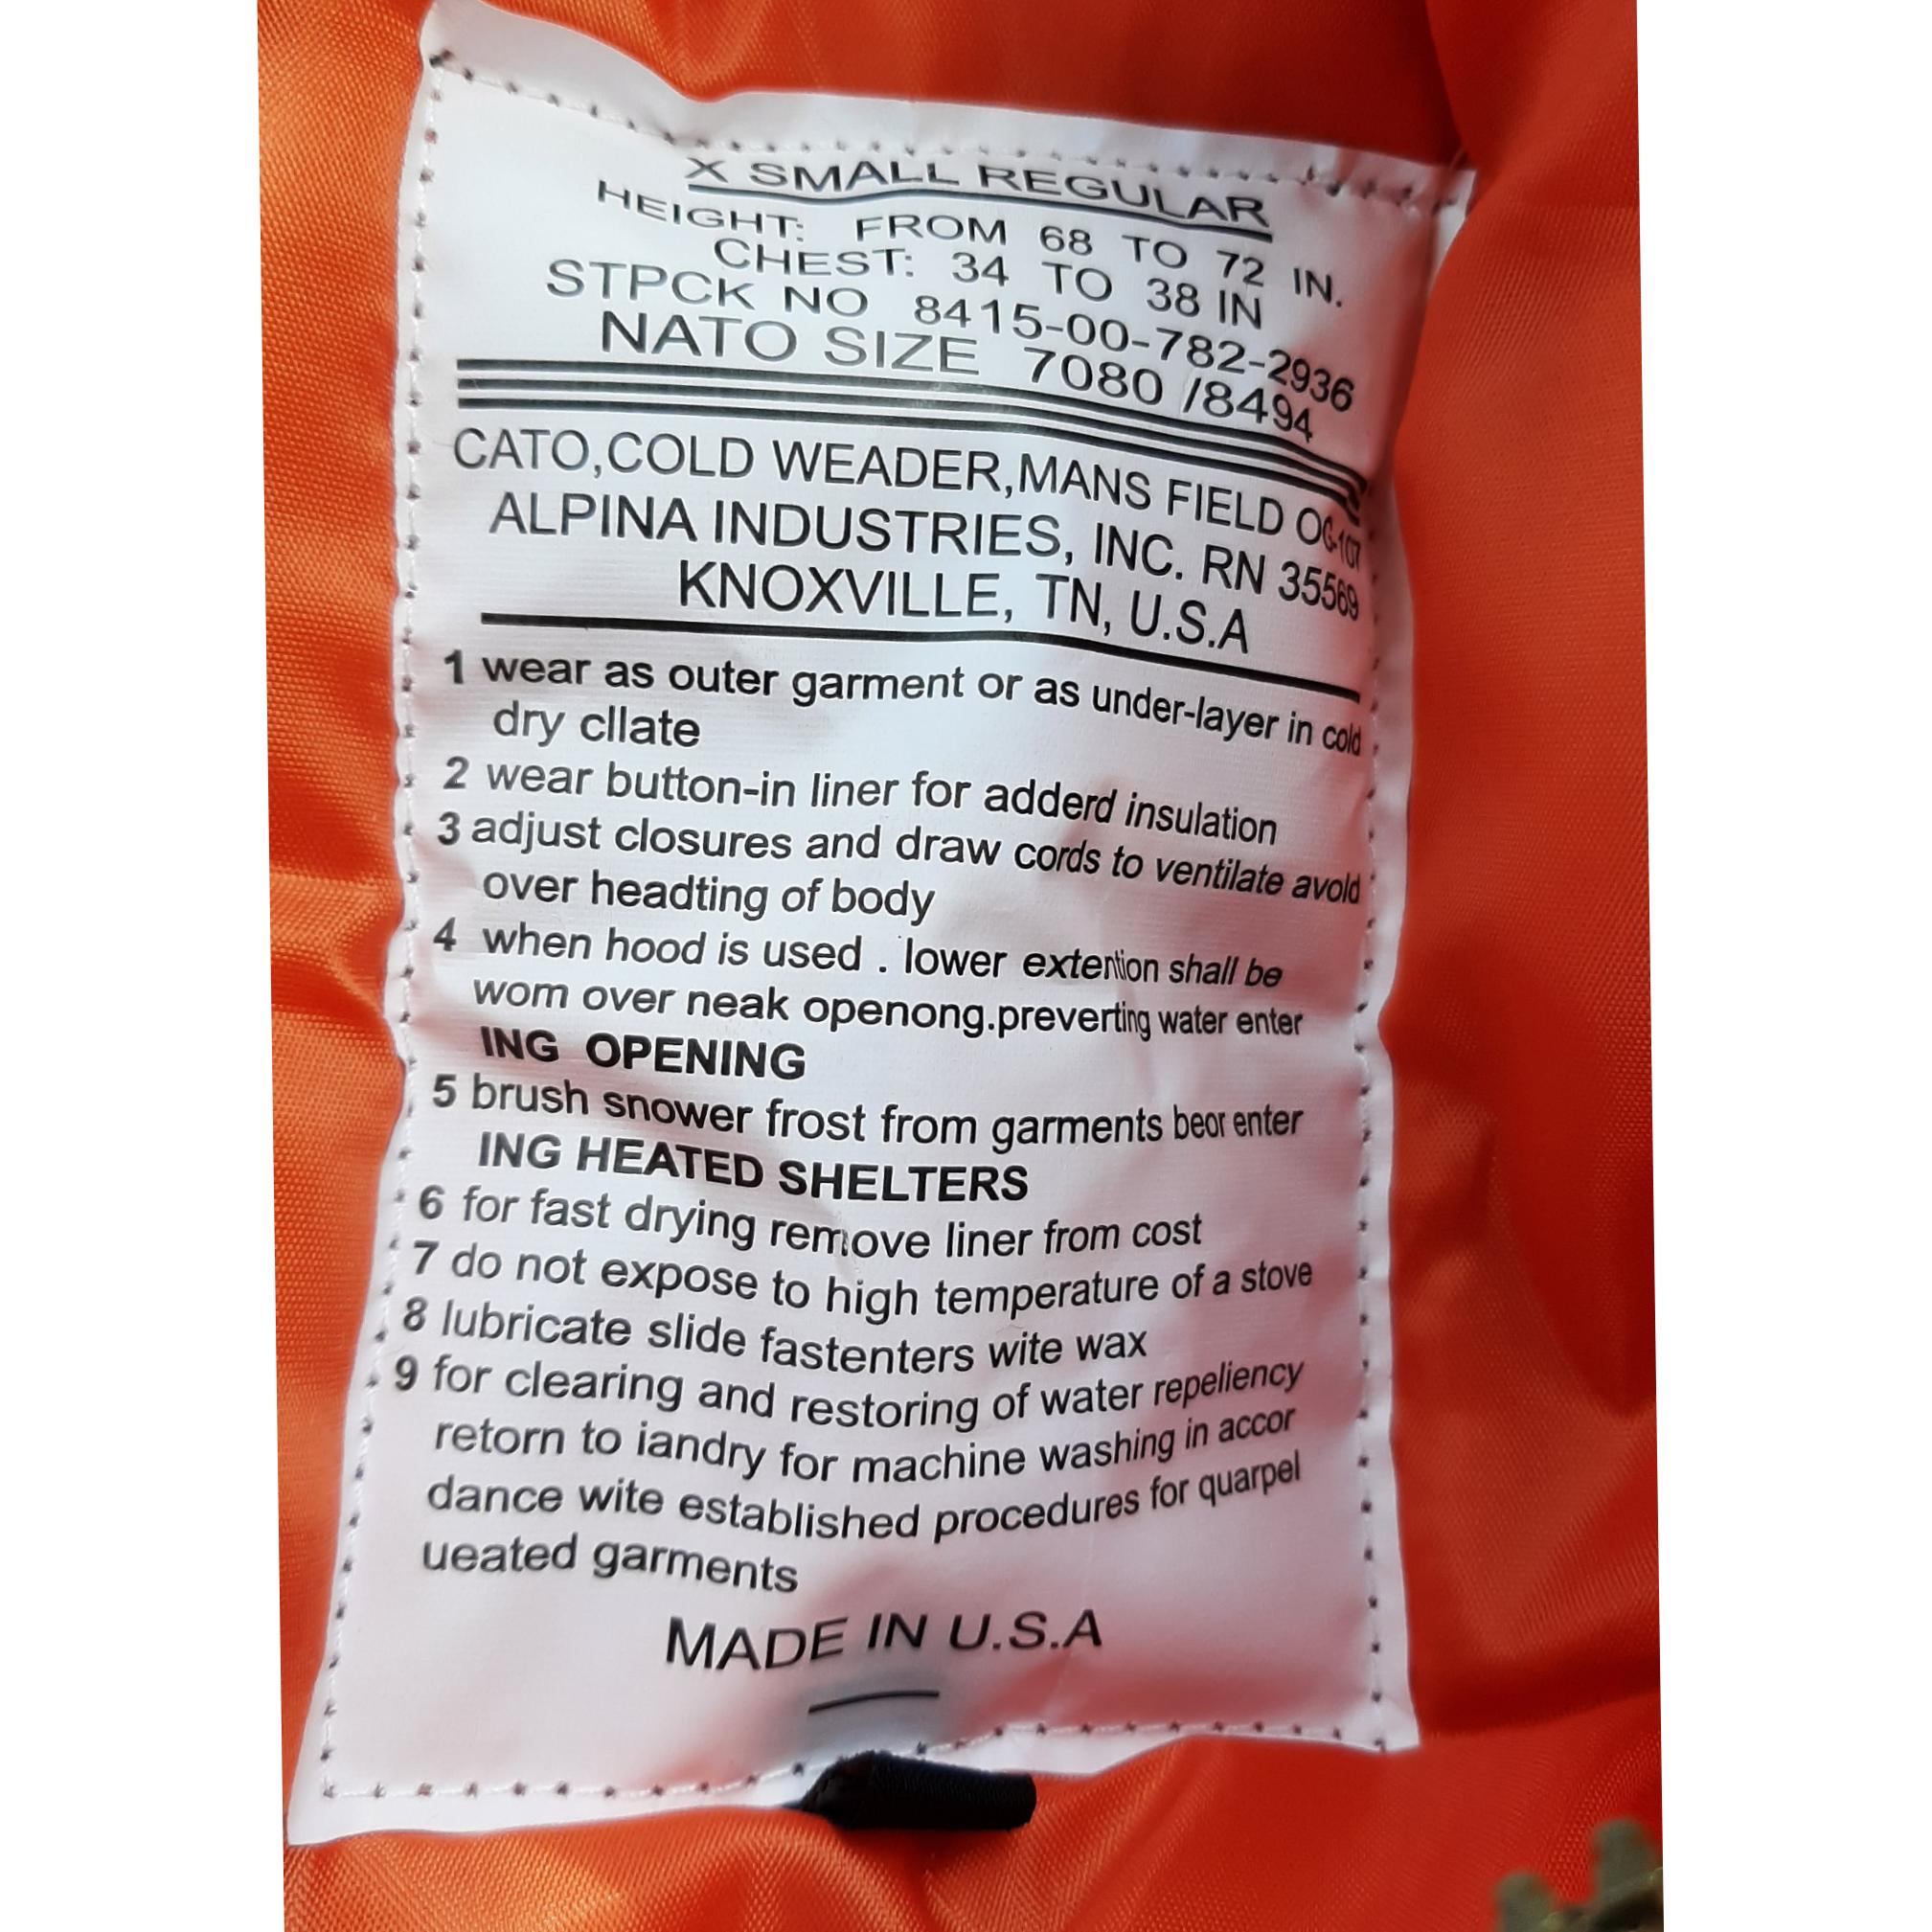 X SMALL REGULAR
HEIGHT: FROM 68 TO 72 IN.
CHEST: 34 TO 38 IN
STPCK NO 8415-00-782-2936
NATO SIZE 7080 /8494
CATO,COLD WEADER,MANS FIELD OG-107
ALPINA INDUSTRIES, INC. RN 35569
KNOXVILLE, TN, U.S.A
1 wear as outer garment or as under-layer in cold
dry cllate
2 wear button-in liner for adderd insulation
3 adjust closures and draw cords to ventilate avold
over headting of body
4 when hood is used . lower extention shall be
wom over neak openong.preverting water enter
ING OPENING
5 brush snower frost from garments beor enter
ING HEATED SHELTERS
6 for fast drying remove liner from cost
7 do not expose to high temperature of a stove
8 lubricate slide fastenters wite wax
9 for clearing and restoring of water repeliency
retorn to iandry for machine washing in accor
dance wite established procedures for quarpel
ueated garments
MADE IN U.S.A